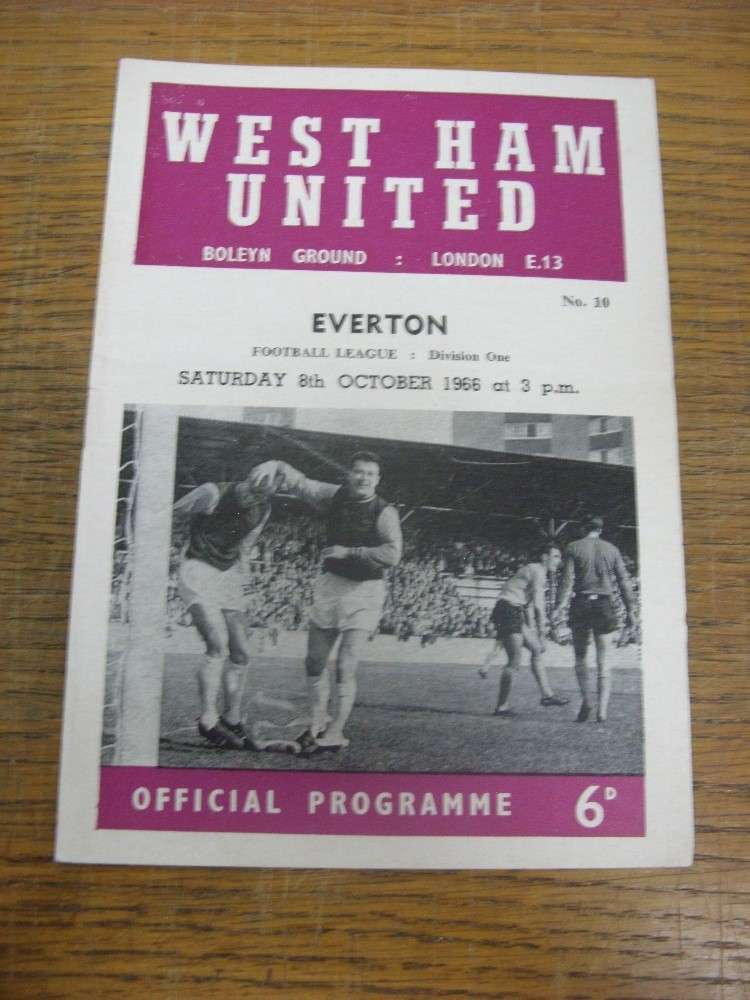 WEST HAM
UNITED
BOLEYN GROUND : LONDON E.13
No. 10
EVERTON
FOOTBALL LEAGUE : Division One
SATURDAY 8th OCTOBER 1966 at 3 p.m.
OFFICIAL PROGRAMME 6D